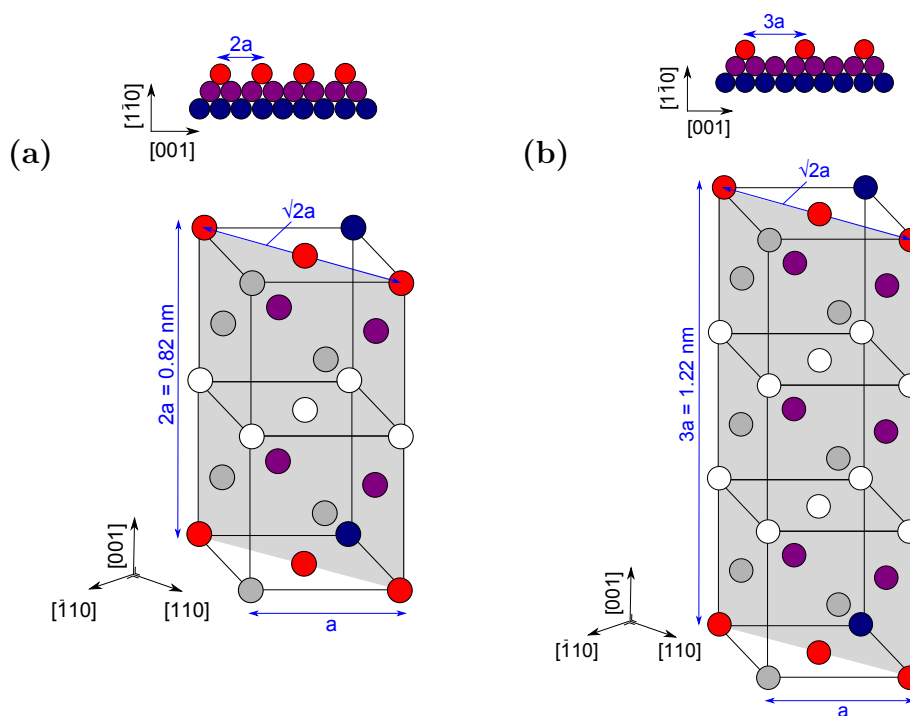 2a
[1̄10]
[001]
(a)
√2a
2a = 0.82 nm
[001]
[1̄10]
[110]
a
3a
[1̄10]
[001]
(b)
√2a
3a = 1.22 nm
[001]
[1̄10]
[110]
a